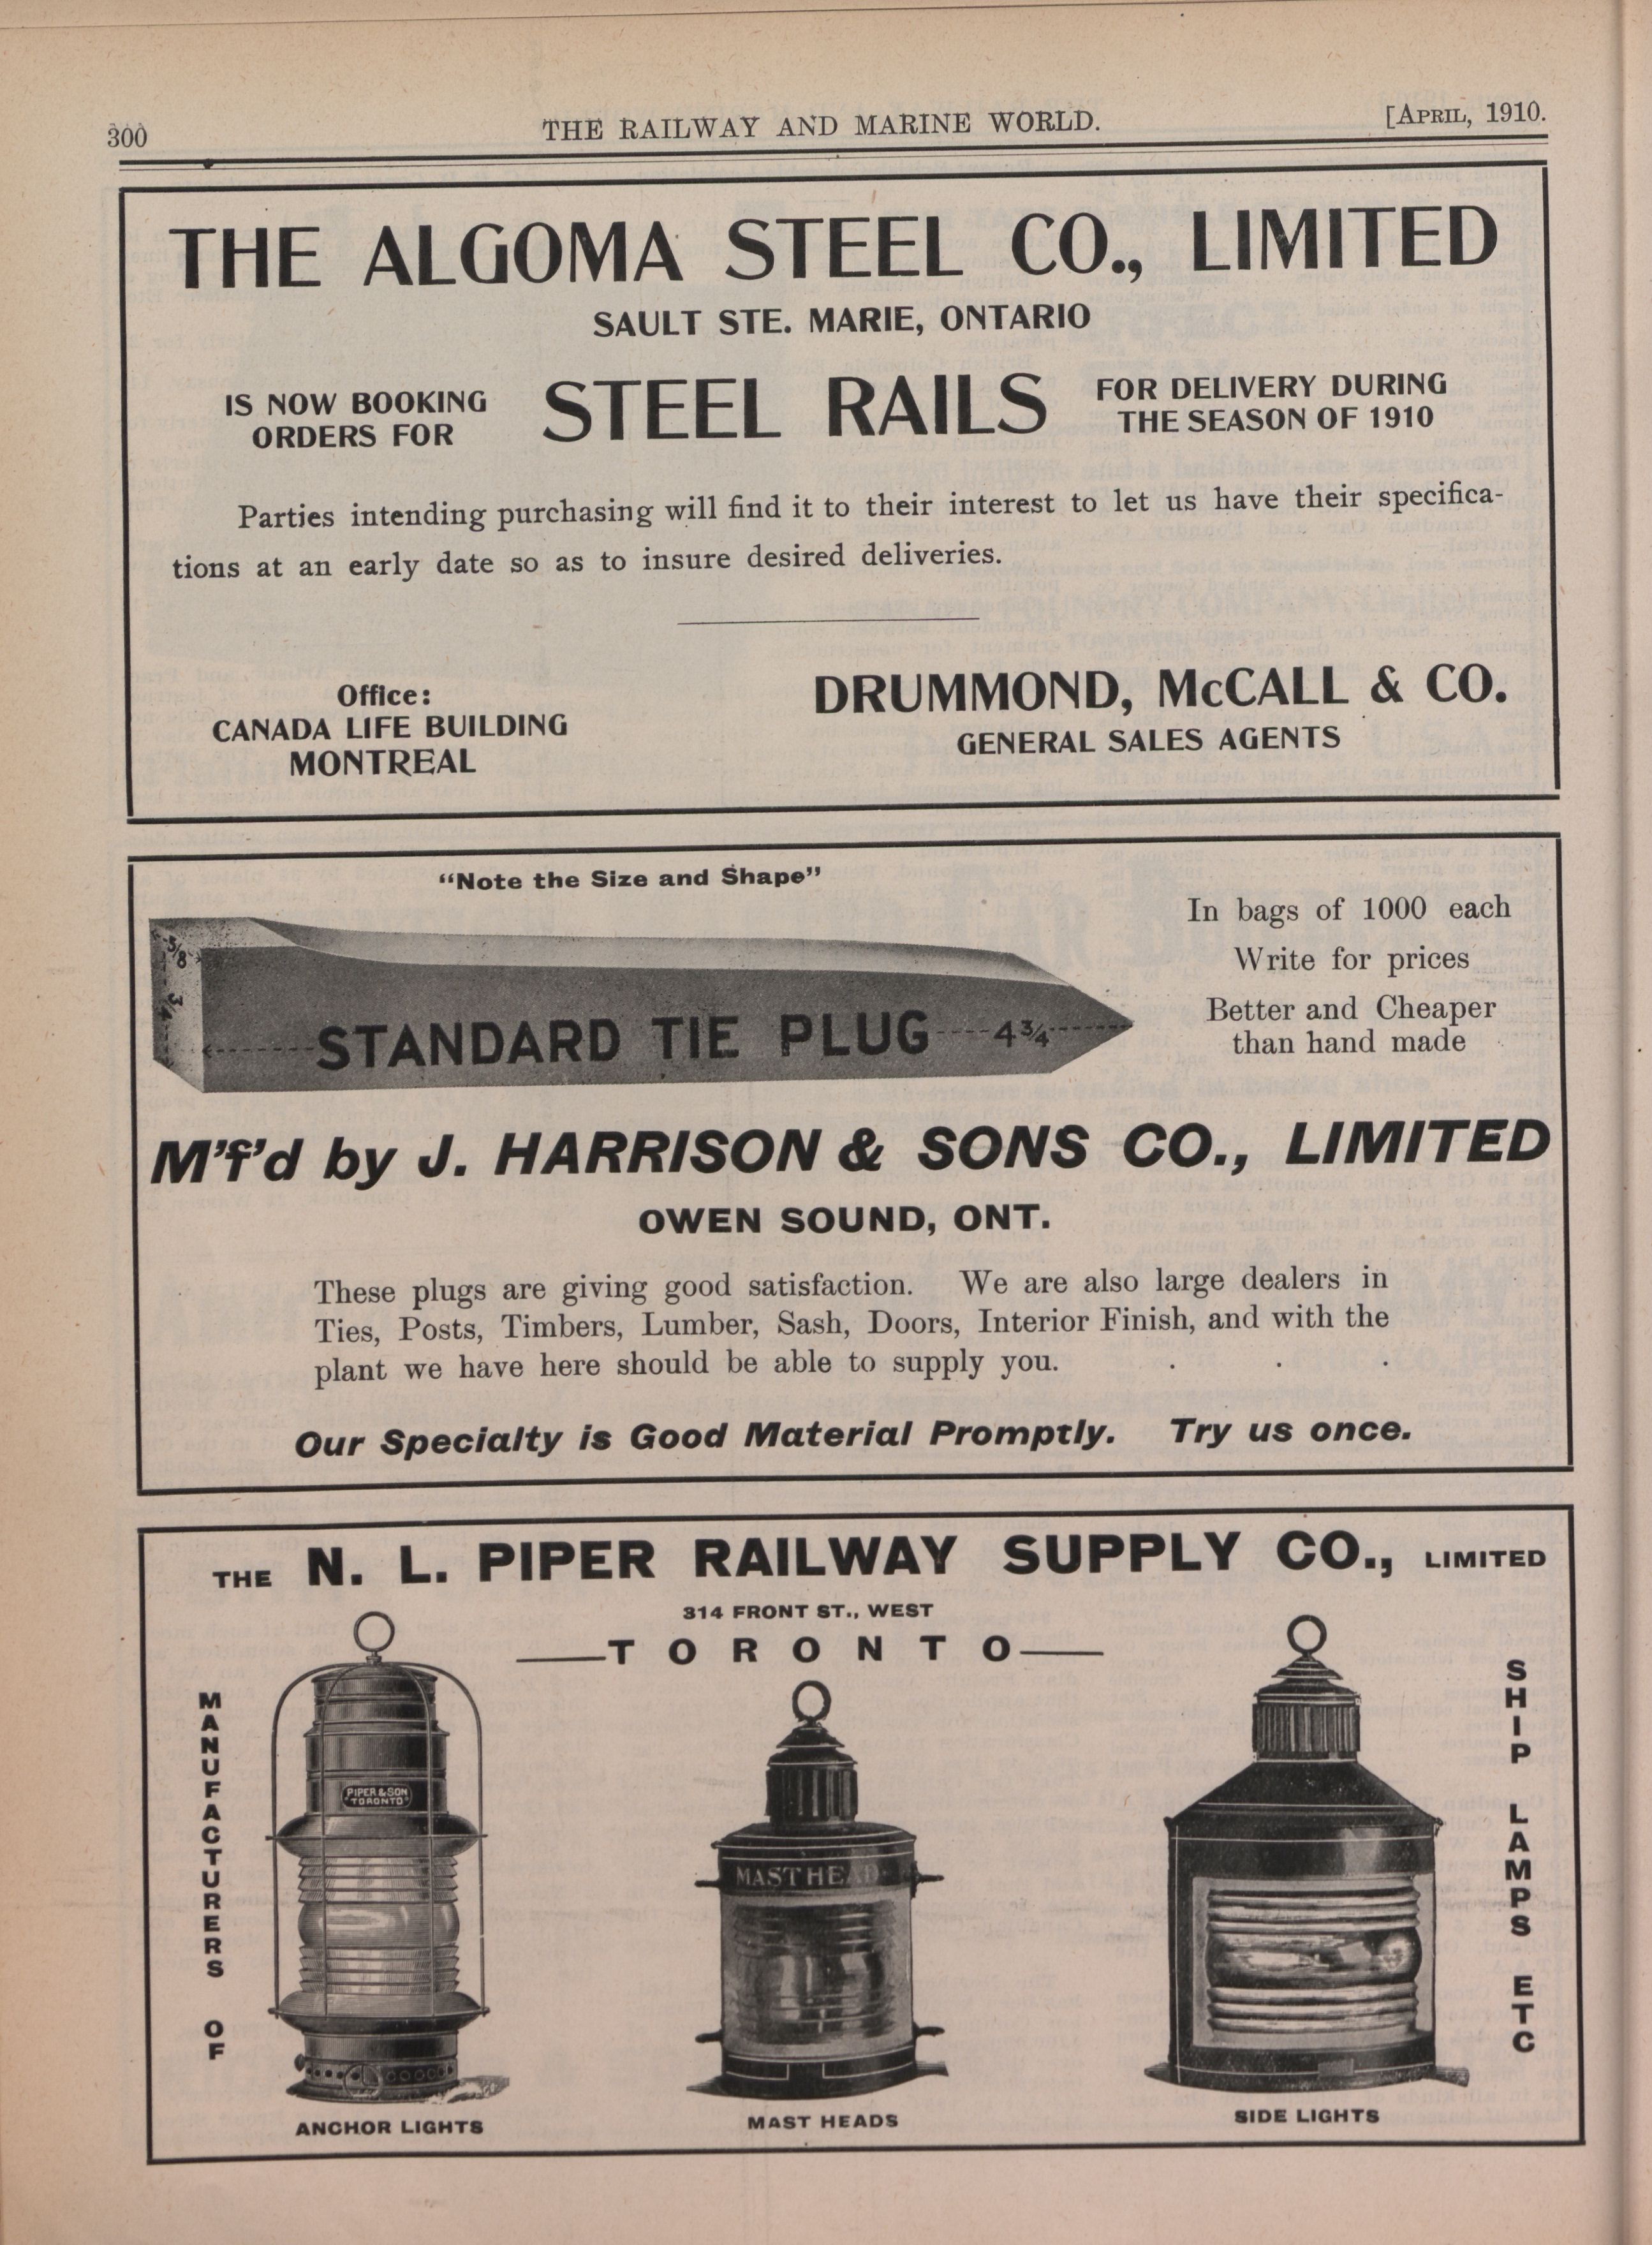 300 THE RAILWAY AND MARINE WORLD. [APRIL, 1910.
THE ALGOMA STEEL CO., LIMITED
SAULT STE. MARIE, ONTARIO
IS NOW BOOKING
ORDERS FOR
STEEL RAILS
FOR DELIVERY DURING
THE SEASON OF 1910
Parties intending purchasing will find it to their interest to let us have their specifica-
tions at an early date so as to insure desired deliveries.
Office:
CANADA LIFE BUILDING
MONTREAL
DRUMMOND, McCALL & CO.
GENERAL SALES AGENTS
"Note the Size and Shape"
5/8
3/4
STANDARD TIE PLUG 4 3/4
In bags of 1000 each
Write for prices
Better and Cheaper
than hand made
M'f'd by J. HARRISON & SONS CO., LIMITED
OWEN SOUND, ONT.
These plugs are giving good satisfaction. We are also large dealers in
Ties, Posts, Timbers, Lumber, Sash, Doors, Interior Finish, and with the
plant we have here should be able to supply you. . . .
Our Specialty is Good Material Promptly. Try us once.
THE N. L. PIPER RAILWAY SUPPLY CO., LIMITED
314 FRONT ST., WEST
TORONTO
MANUFACTURERS OF
PIPER & SON
TORONTO
MAST HEAD
SHIP LAMPS ETC
ANCHOR LIGHTS
MAST HEADS
SIDE LIGHTS